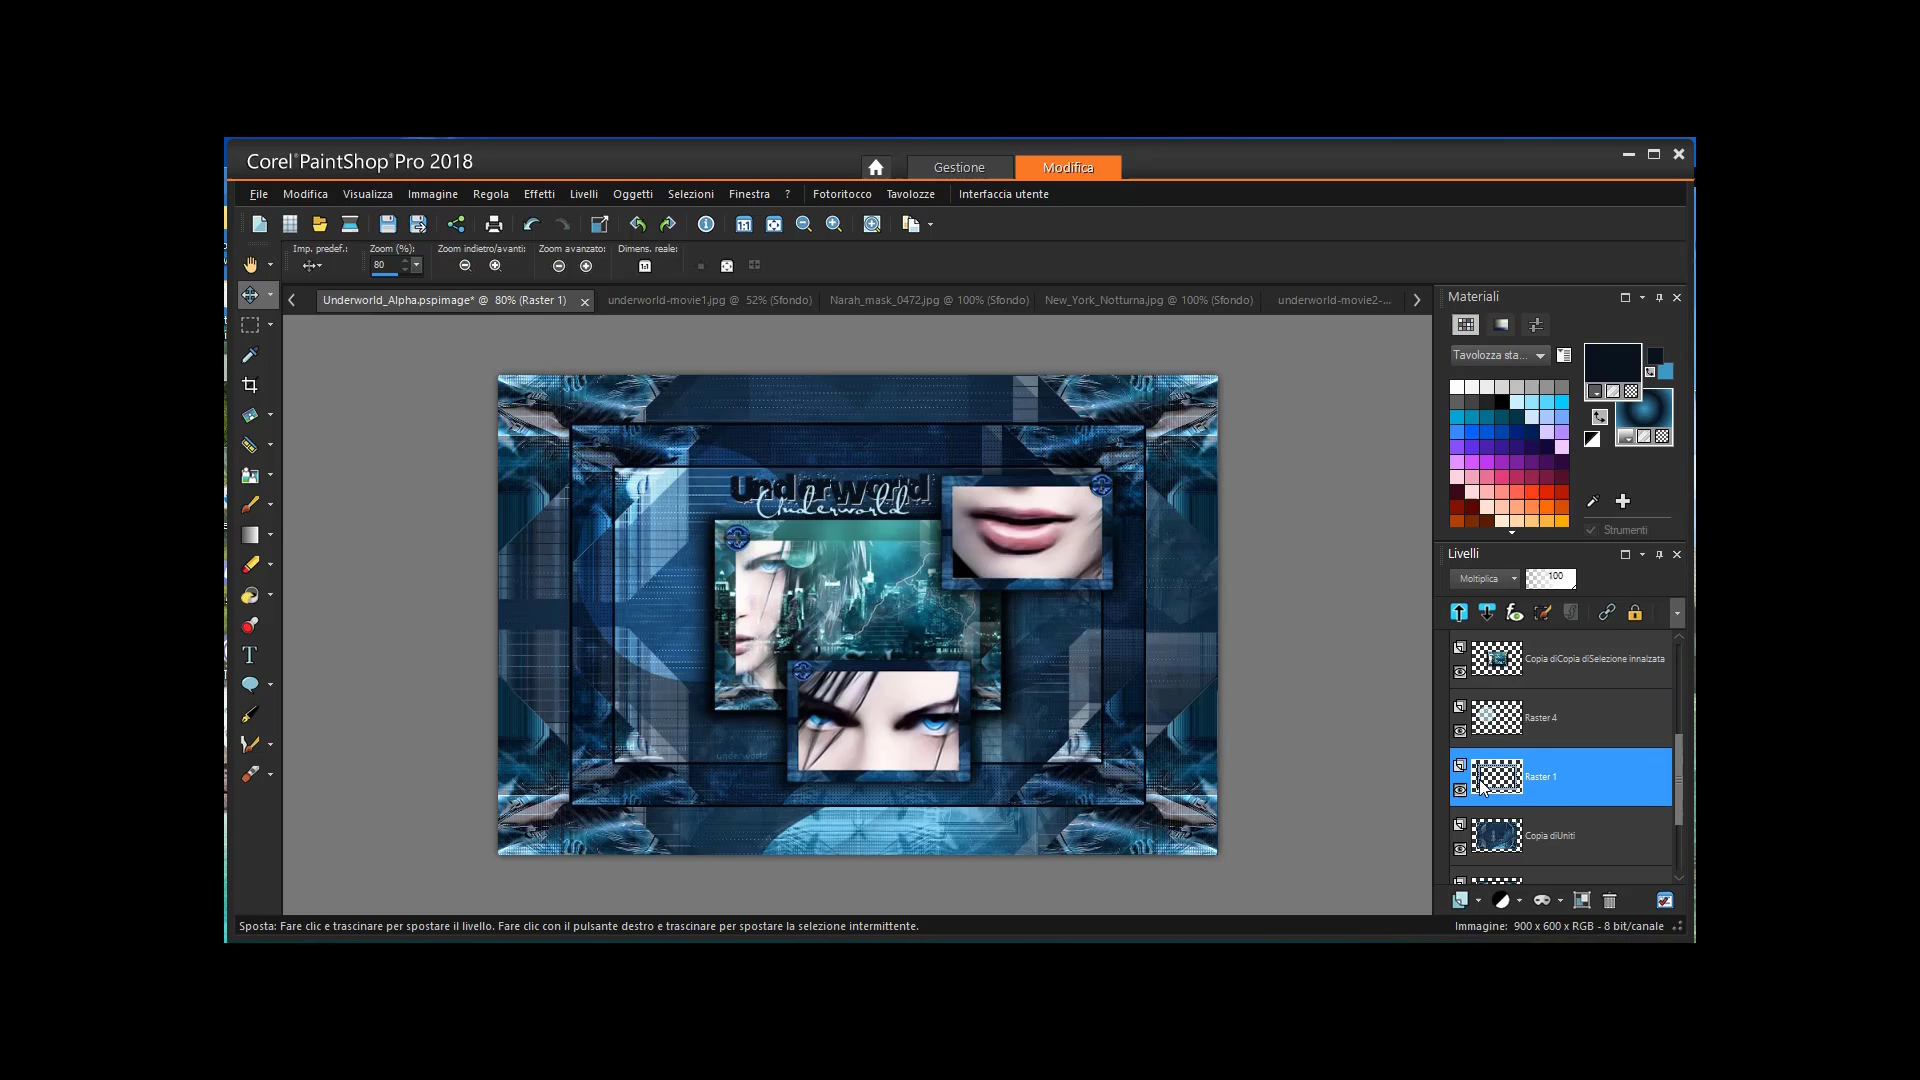 Corel®PaintShop®Pro 2018
Gestione
Modifica
File Modifica Visualizza Immagine Regola Effetti Livelli Oggetti Selezioni Finestra ? Fotoritocco Tavolozze Interfaccia utente
Imp. predef.: Zoom (%): Zoom indietro/avanti: Zoom avanzato: Dimens. reale:
80
Underworld_Alpha.pspimage* @ 80% (Raster 1)
underworld-movie1.jpg @ 52% (Sfondo)
Narah_mask_0472.jpg @ 100% (Sfondo)
New_York_Notturna.jpg @ 100% (Sfondo)
underworld-movie2-...
Materiali
Tavolozza sta...
Underworld
Underworld
underworld
Strumenti
Livelli
Moltiplica 100
Copia diCopia diSelezione innalzata
Raster 4
Raster 1
Copia diUniti
Sposta: Fare clic e trascinare per spostare il livello. Fare clic con il pulsante destro e trascinare per spostare la selezione intermittente.
Immagine: 900 x 600 x RGB - 8 bit/canale